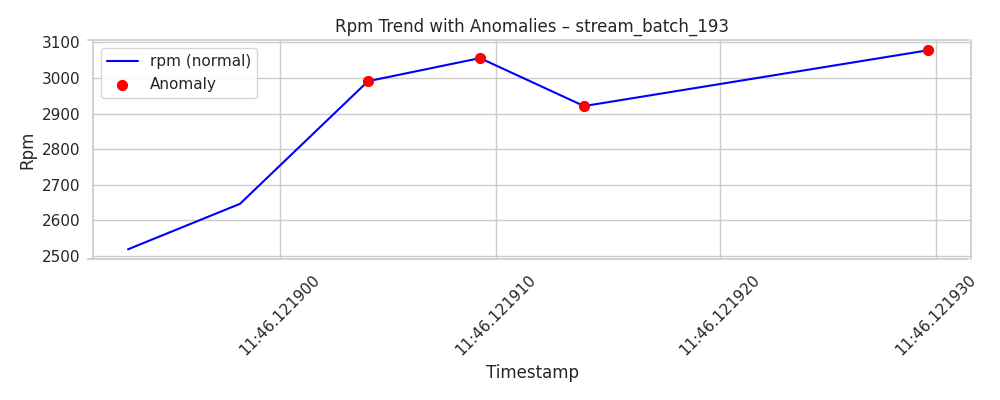 Rpm Trend with Anomalies – stream_batch_193
rpm (normal)
Anomaly
Rpm
3100
3000
2900
2800
2700
2600
2500
11:46.121900
11:46.121910
11:46.121920
11:46.121930
Timestamp